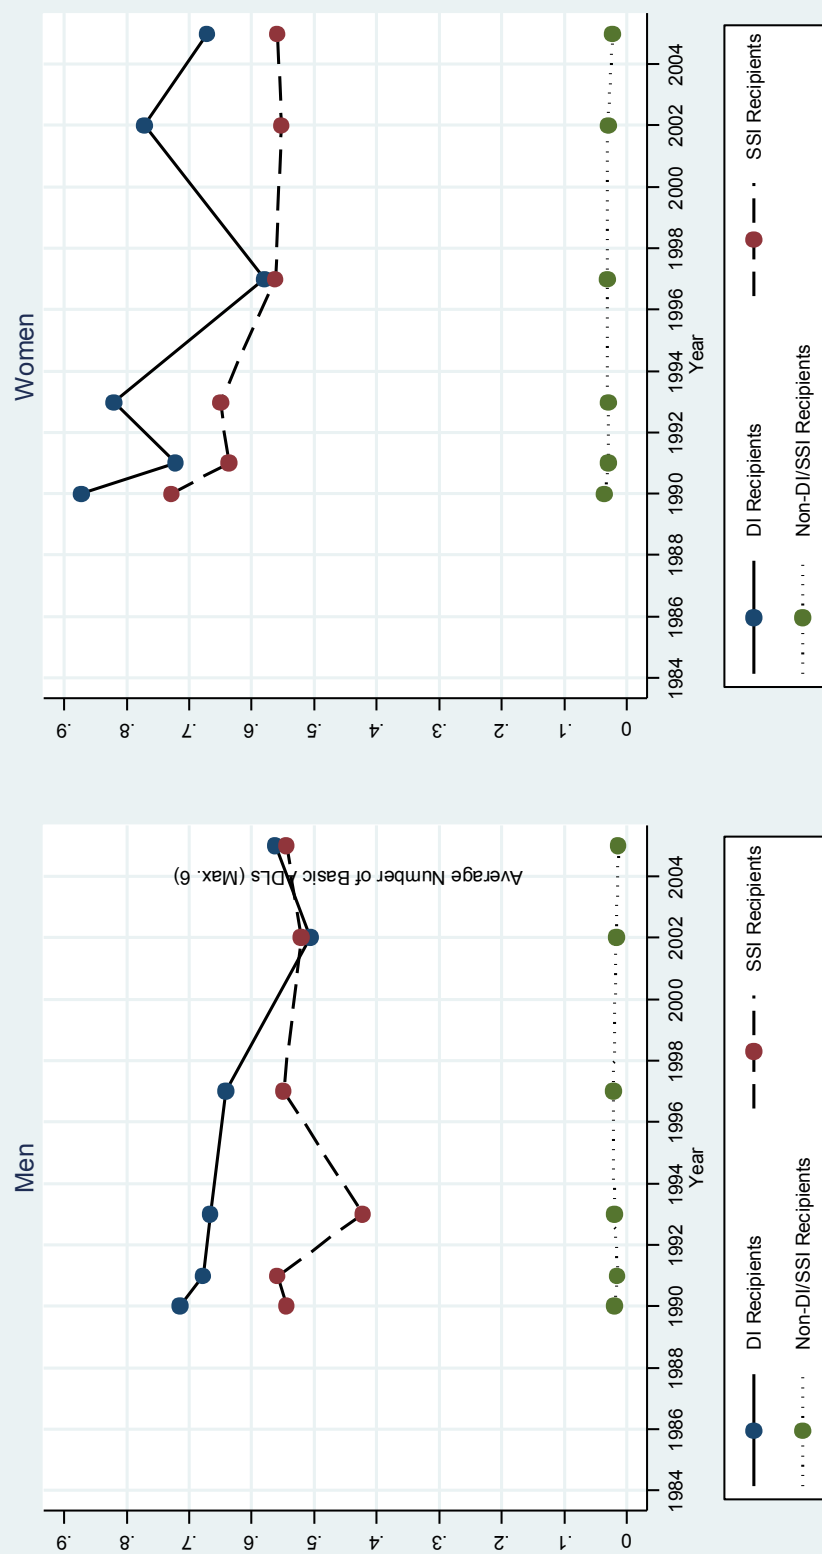 Men
.9
.8
.7
.6
.5
.4
.3
.2
.1
0
Average Number of Basic ADLs (Max. 6)
1984 1986 1988 1990 1992 1994 1996 1998 2000 2002 2004
Year
DI Recipients SSI Recipients
Non-DI/SSI Recipients
Women
.9
.8
.7
.6
.5
.4
.3
.2
.1
0
1984 1986 1988 1990 1992 1994 1996 1998 2000 2002 2004
Year
DI Recipients SSI Recipients
Non-DI/SSI Recipients